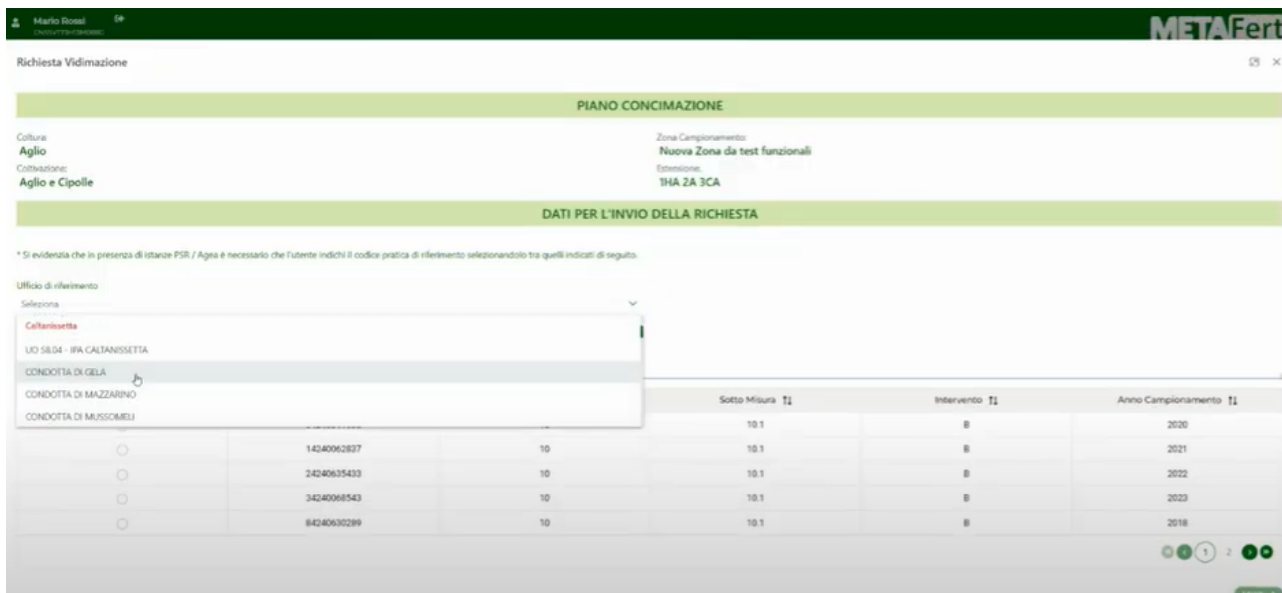 Mario Rossi
METAFert
Richiesta Vidimazione
PIANO CONCIMAZIONE
Coltura:
Aglio
Zona Campionamento:
Nuova Zona da test funzionali
Coltivazione:
Aglio e Cipolle
Estensione:
1HA 2A 3CA
DATI PER L'INVIO DELLA RICHIESTA
* Si evidenzia che in presenza di istanze PSR / Agea è necessario che l'utente indichi il codice pratica di riferimento selezionandolo tra quelli indicati di seguito.
Ufficio di riferimento
Seleziona
Caltanissetta
UO S8.04 - IPA CALTANISSETTA
CONDOTTA DI GELA
CONDOTTA DI MAZZARINO
CONDOTTA DI MUSSOMELI
Sotto Misura Intervento Anno Campionamento
10.1 B 2020
14240062837 10 10.1 B 2021
24240635433 10 10.1 B 2022
34240068543 10 10.1 B 2023
84240630289 10 10.1 B 2018
1 2